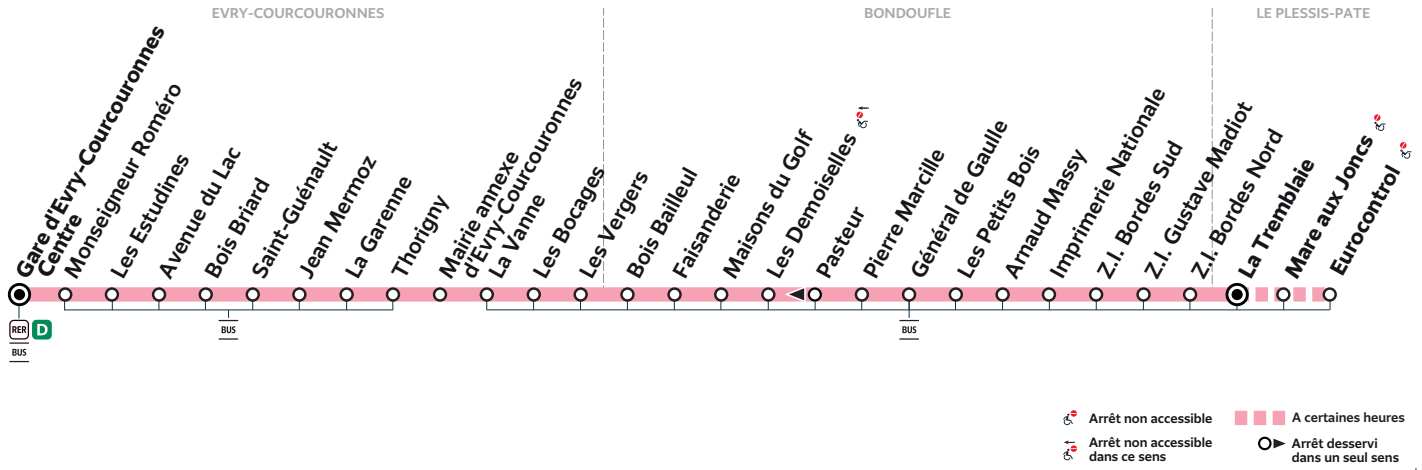 EVRY-COURCOURONNES
BONDOUFLE
LE PLESSIS-PATE
Gare d'Evry-Courcouronnes
Centre
Monseigneur Roméro
Les Estudines
Avenue du Lac
Bois Briard
Saint-Guénault
Jean Mermoz
La Garenne
Thorigny
Mairie annexe
d'Evry-Courcouronnes
La Vanne
Les Bocages
Les Vergers
Bois Bailleul
Faisanderie
Maisons du Golf
Les Demoiselles
Pasteur
Pierre Marcille
Général de Gaulle
Les Petits Bois
Arnaud Massy
Imprimerie Nationale
Z.I. Bordes Sud
Z.I. Gustave Madiot
Z.I. Bordes Nord
La Tremblaie
Mare aux Joncs
Eurocontrol
RER D
BUS
BUS
BUS
Arrêt non accessible
Arrêt non accessible
dans ce sens
A certaines heures
Arrêt desservi
dans un seul sens